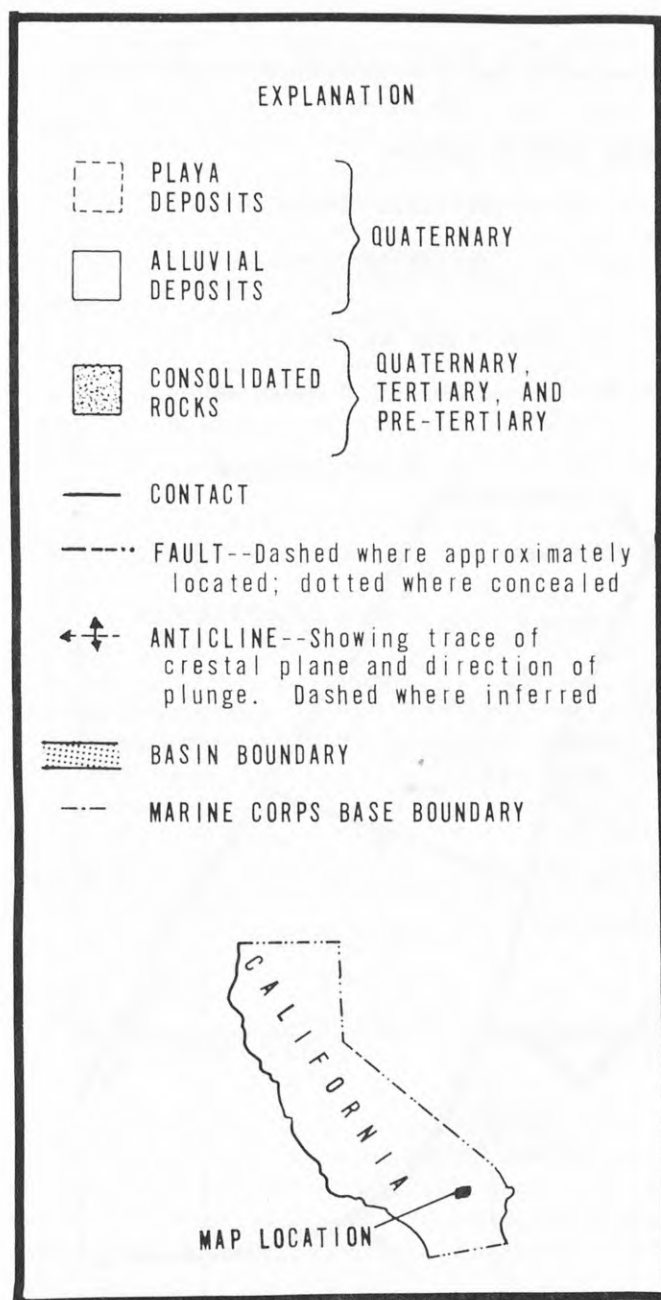 EXPLANATION
PLAYA
DEPOSITS
ALLUVIAL
DEPOSITS
QUATERNARY
CONSOLIDATED
ROCKS
QUATERNARY,
TERTIARY, AND
PRE-TERTIARY
CONTACT
FAULT--Dashed where approximately
located; dotted where concealed
ANTICLINE--Showing trace of
crestal plane and direction of
plunge. Dashed where inferred
BASIN BOUNDARY
MARINE CORPS BASE BOUNDARY
CALIFORNIA
MAP LOCATION